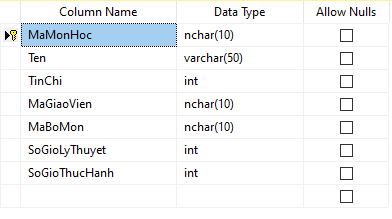 Column Name Data Type Allow Nulls
MaMonHoc nchar(10)
Ten varchar(50)
TinChi int
MaGiaoVien nchar(10)
MaBoMon nchar(10)
SoGioLyThuyet int
SoGioThucHanh int